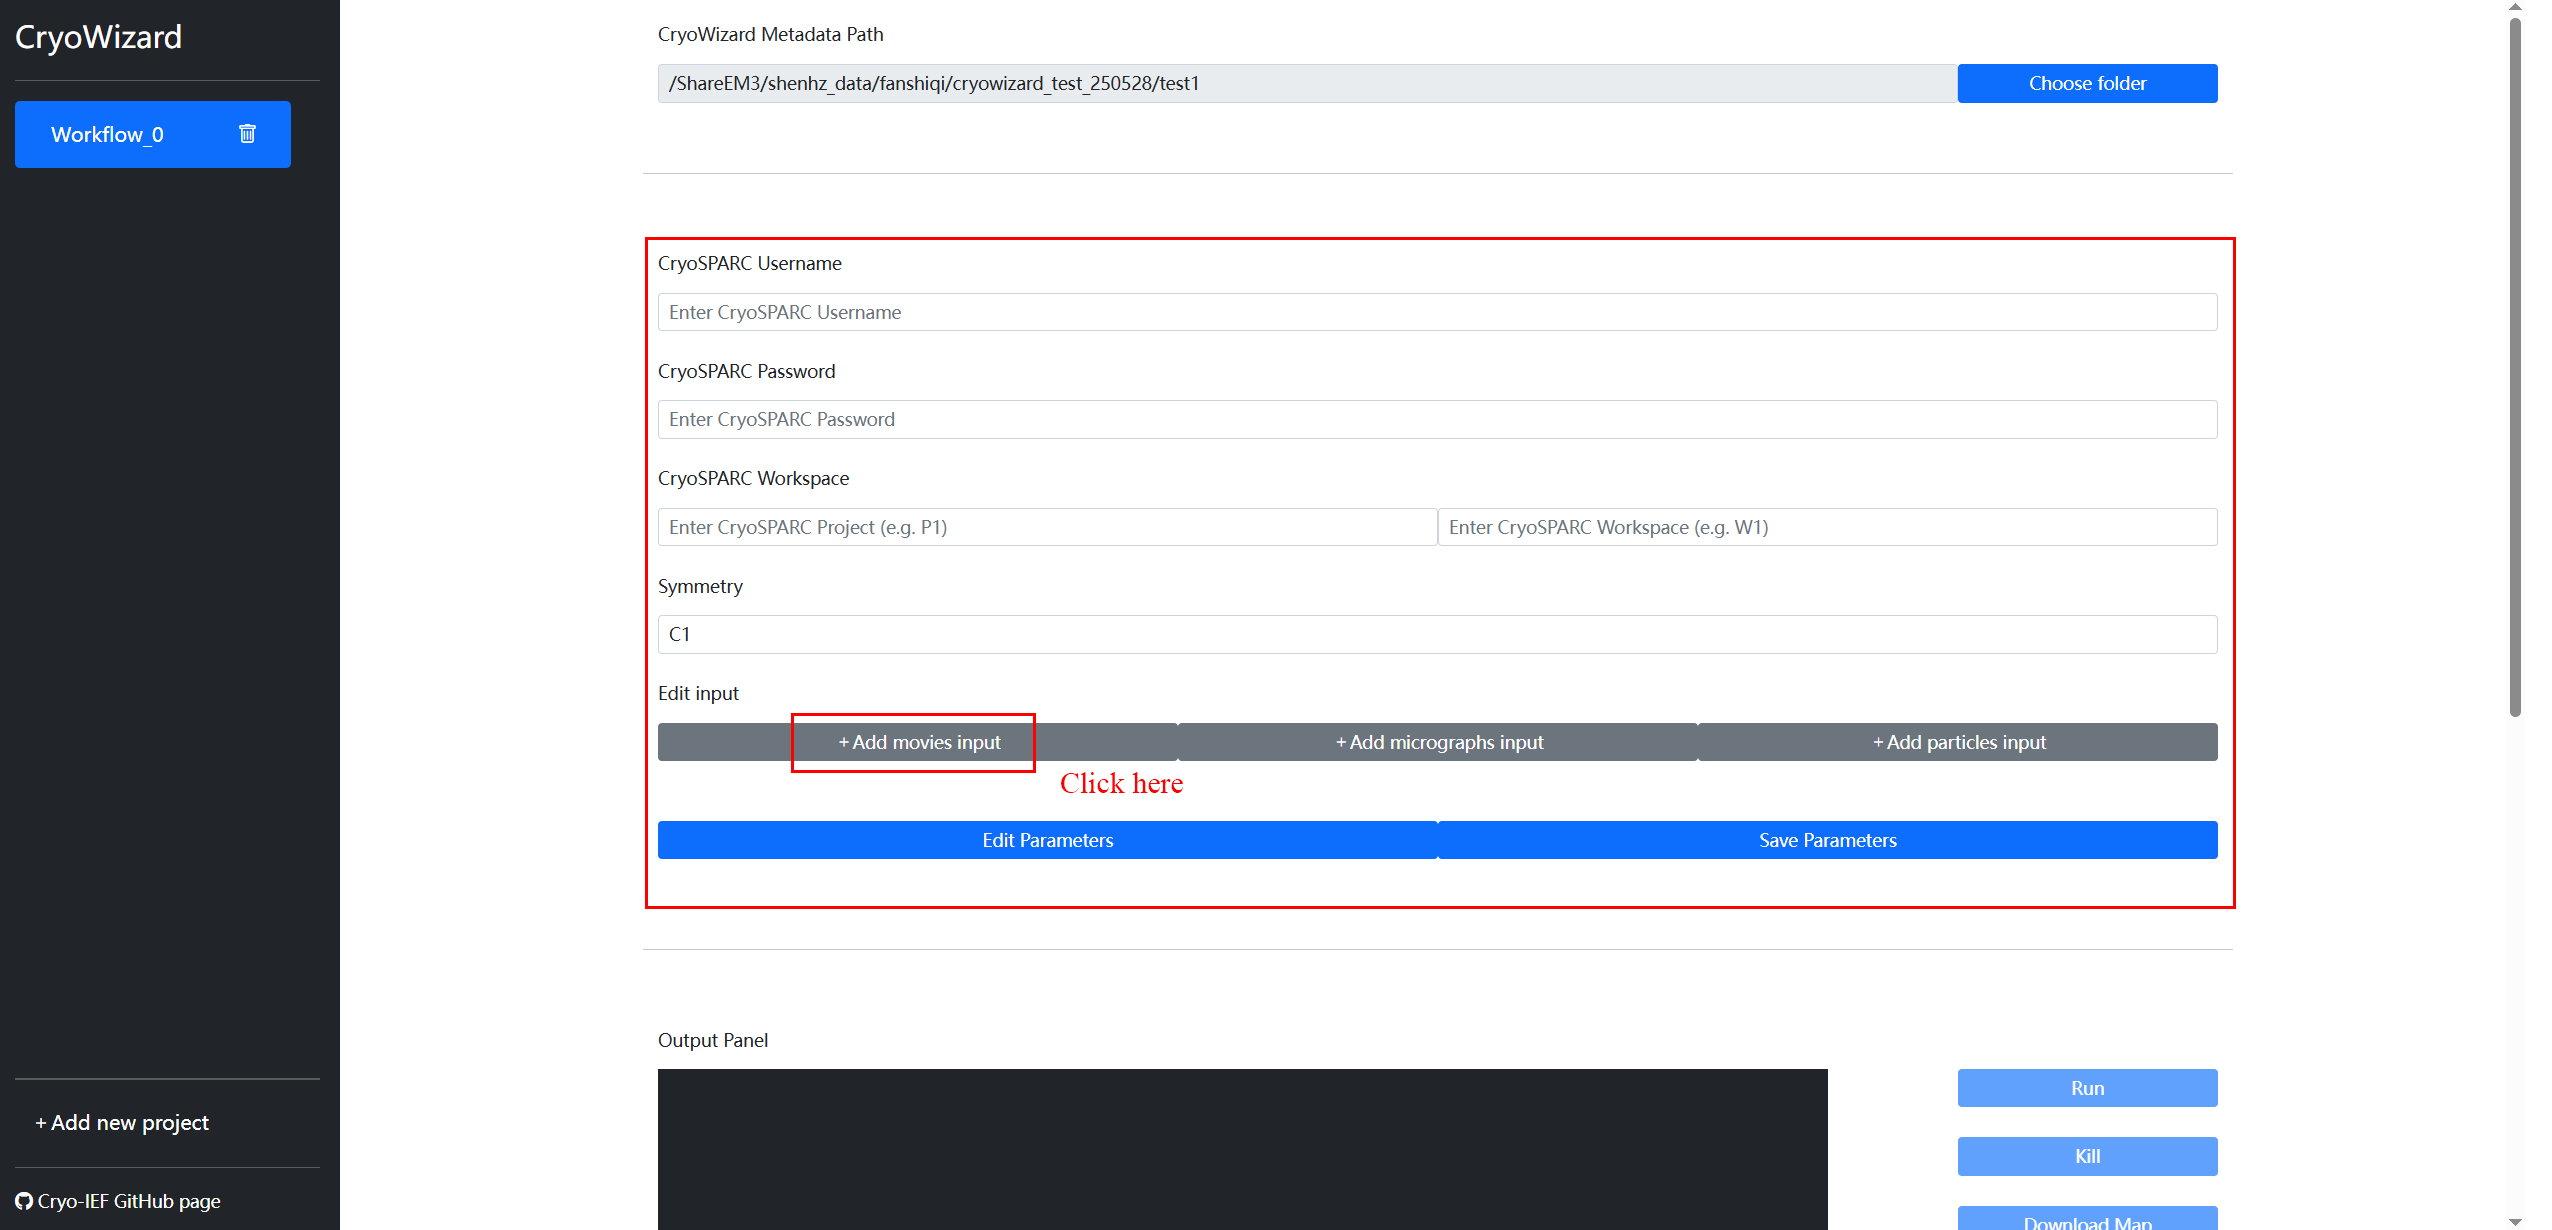 CryoWizard
Workflow_0
+ Add new project
Cryo-IEF GitHub page
CryoWizard Metadata Path
/ShareEM3/shenhz_data/fanshiqi/cryowizard_test_250528/test1
Choose folder
CryoSPARC Username
Enter CryoSPARC Username
CryoSPARC Password
Enter CryoSPARC Password
CryoSPARC Workspace
Enter CryoSPARC Project (e.g. P1)
Enter CryoSPARC Workspace (e.g. W1)
Symmetry
C1
Edit input
+ Add movies input
+ Add micrographs input
+ Add particles input
Click here
Edit Parameters
Save Parameters
Output Panel
Run
Kill
Download Map